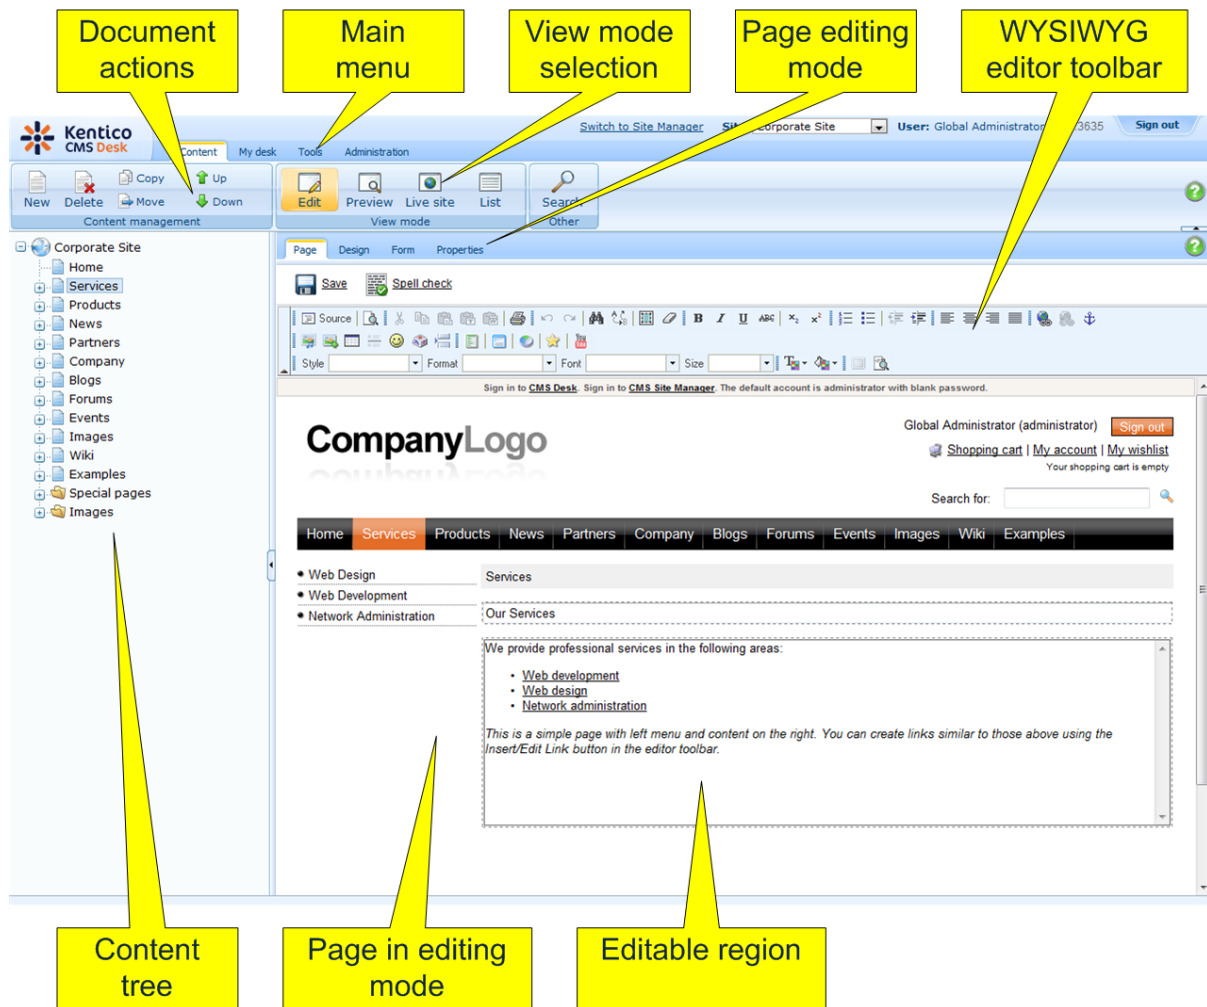 Document
actions
Main
menu
View mode
selection
Page editing
mode
WYSIWYG
editor toolbar
Kentico
CMS Desk
Switch to Site Manager
Corporate Site
User: Global Administrator
3635
Sign out
Content My desk Tools Administration
New Delete Copy Move Up Down
Content management
Edit Preview Live site List
View mode
Search
Other
Corporate Site
Home
Services
Products
News
Partners
Company
Blogs
Forums
Events
Images
Wiki
Examples
Special pages
Images
Page Design Form Properties
Save Spell check
Source
Style Format Font Size
Sign in to CMS Desk. Sign in to CMS Site Manager. The default account is administrator with blank password.
CompanyLogo
Global Administrator (administrator) Sign out
Shopping cart | My account | My wishlist
Your shopping cart is empty
Search for:
Home Services Products News Partners Company Blogs Forums Events Images Wiki Examples
Web Design
Web Development
Network Administration
Services
Our Services
We provide professional services in the following areas:
• Web development
• Web design
• Network administration
This is a simple page with left menu and content on the right. You can create links similar to those above using the
Insert/Edit Link button in the editor toolbar.
Content
tree
Page in editing
mode
Editable region